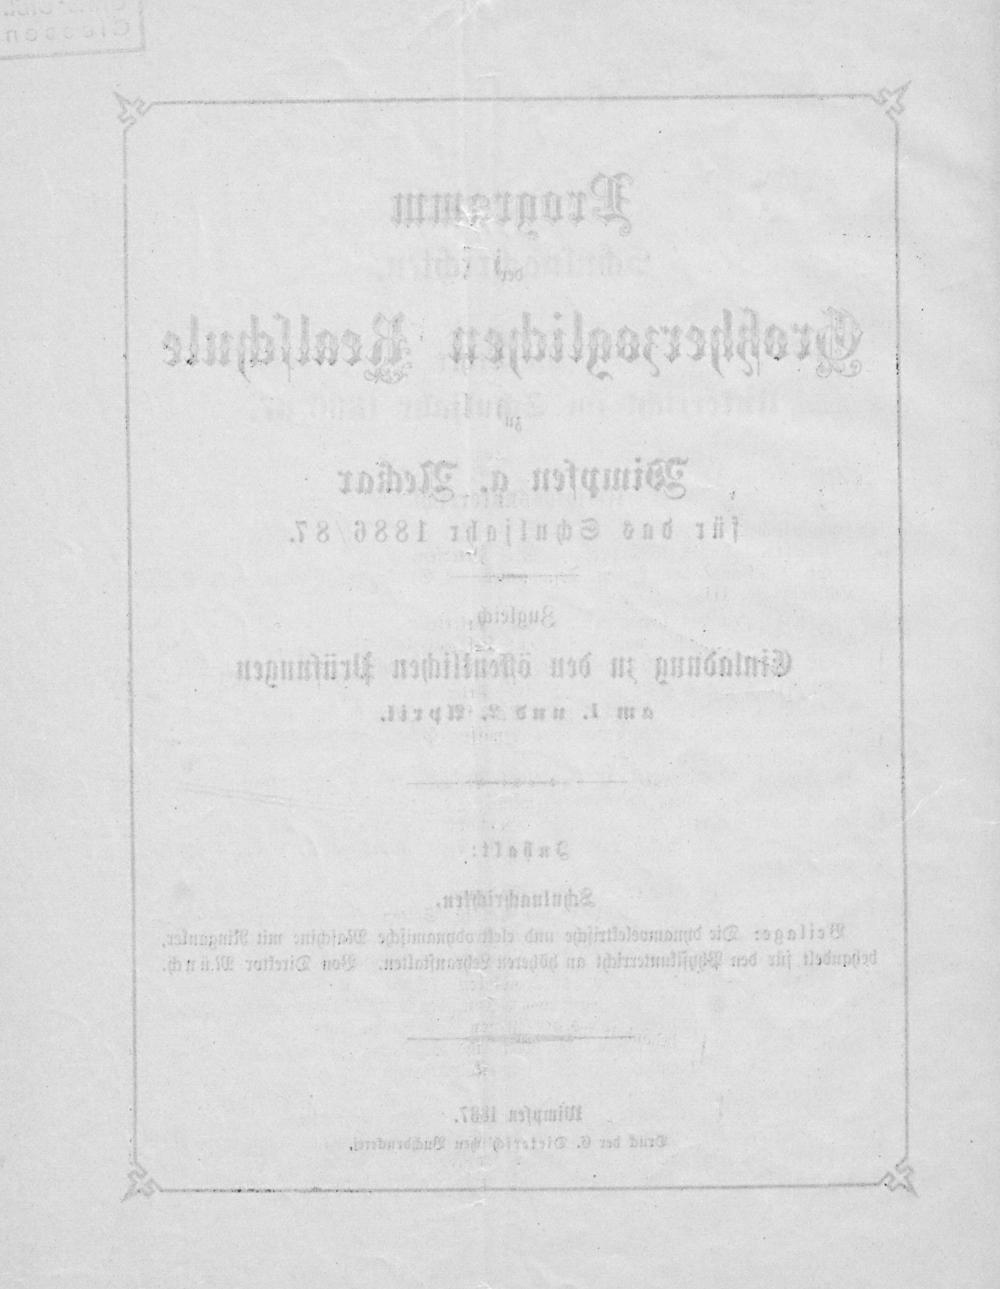 Programm
der
Großherzoglichen Realschule
zu
Wimpfen a. Neckar
für das Schuljahr 1886/87.
Zugleich
Einladung zu den öffentlichen Prüfungen
am 1. und 2. April.
Inhalt:
Schulnachrichten.
Beilage: Die dynamoelektrische und elektrodynamische Maschine mit Ringanker,
behandelt für den Physikunterricht an höheren Lehranstalten. Von Direktor Münch.
Wimpfen 1887.
Druck der C. Dieterich'schen Buchdruckerei.